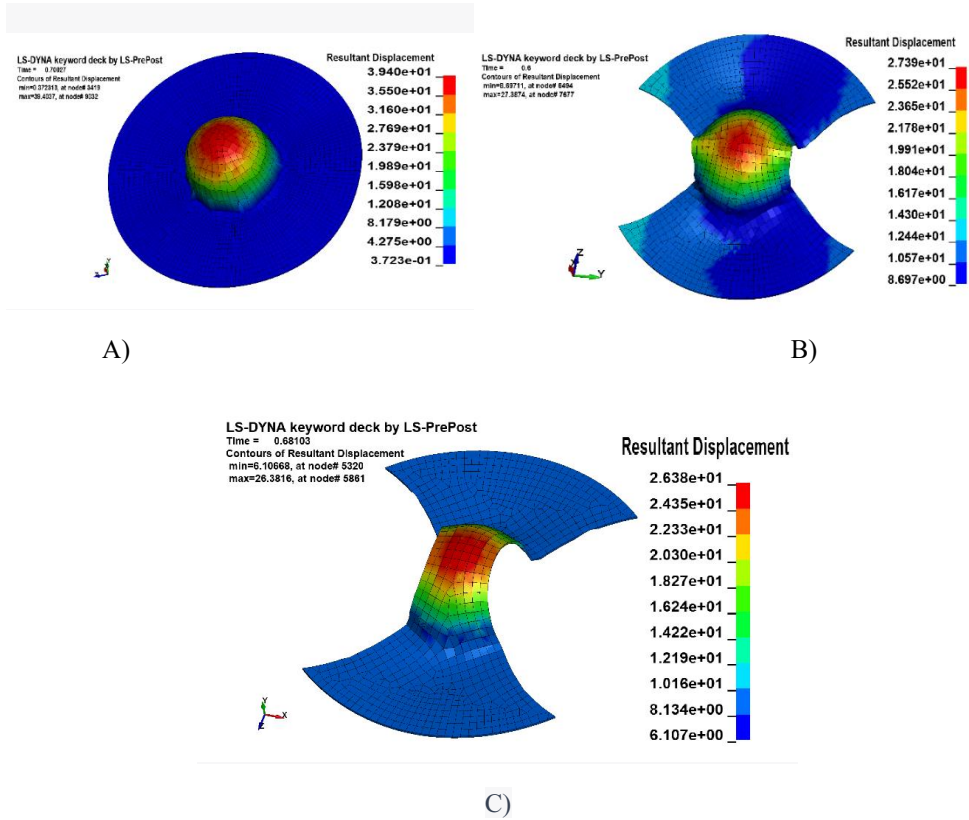 LS-DYNA keyword deck by LS-PrePost
Contours of Resultant Displacement
Resultant Displacement
3.940e+01
3.550e+01
3.160e+01
2.769e+01
2.379e+01
1.989e+01
1.598e+01
1.208e+01
8.179e+00
4.275e+00
3.723e-01
A)
LS-DYNA keyword deck by LS-PrePost
Time = 0.6
Contours of Resultant Displacement
max=27.3874, at node# 7677
Resultant Displacement
2.739e+01
2.552e+01
2.365e+01
2.178e+01
1.991e+01
1.804e+01
1.617e+01
1.430e+01
1.244e+01
1.057e+01
8.697e+00
Z
Y
B)
LS-DYNA keyword deck by LS-PrePost
Time = 0.68103
Contours of Resultant Displacement
min=6.10668, at node# 5320
max=26.3816, at node# 5861
Resultant Displacement
2.638e+01
2.435e+01
2.233e+01
2.030e+01
1.827e+01
1.624e+01
1.422e+01
1.219e+01
1.016e+01
8.134e+00
6.107e+00
Y
X
Z
C)